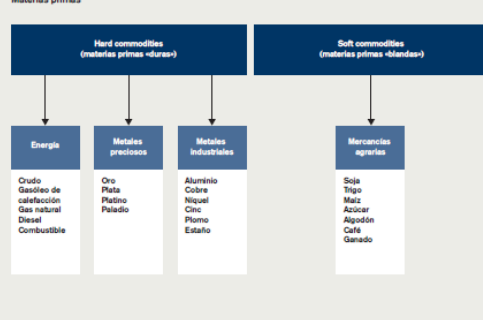 Materias primas
Hard commodities
(materias primas «duras»)
Soft commodities
(materias primas «blandas»)
Energía
Metales
preciosos
Metales
industriales
Mercancías
agrarias
Crudo
Gasóleo de
calefacción
Gas natural
Diesel
Combustible
Oro
Plata
Platino
Paladio
Aluminio
Cobre
Níquel
Cinc
Plomo
Estaño
Soja
Trigo
Maíz
Azúcar
Algodón
Café
Ganado